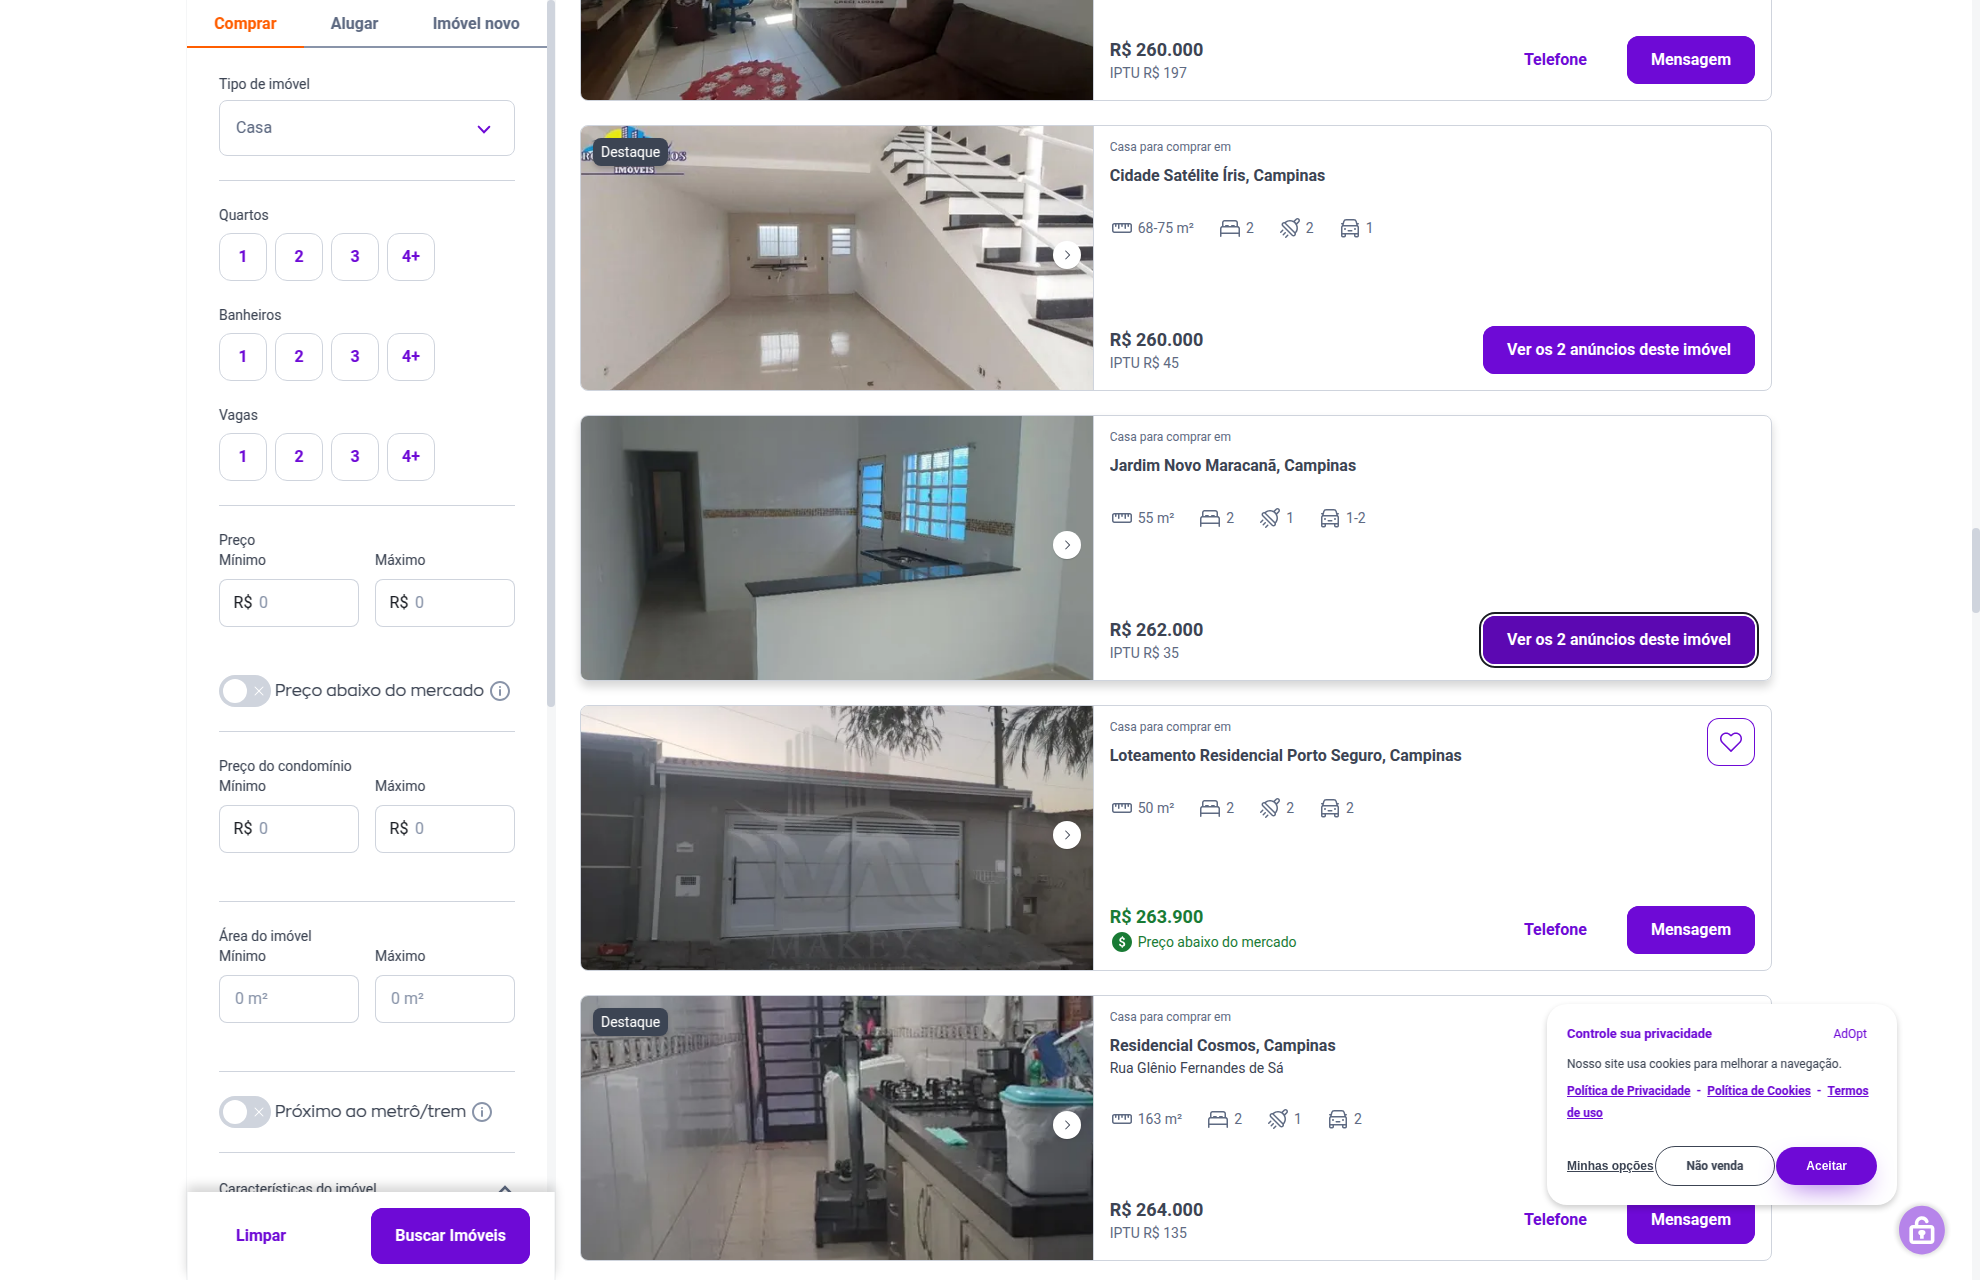 Comprar
Alugar
Imóvel novo
Tipo de imóvel
Casa
Quartos
1
2
3
4+
Banheiros
1
2
3
4+
Vagas
1
2
3
4+
Preço
Mínimo
Máximo
R$ 0
R$ 0
Preço abaixo do mercado
Preço do condomínio
Mínimo
Máximo
R$ 0
R$ 0
Área do imóvel
Mínimo
Máximo
0 m²
0 m²
Próximo ao metrô/trem
Características do imóvel
Limpar
Buscar Imóveis
R$ 260.000
IPTU R$ 197
Telefone
Mensagem
Destaque
IMÓVEIS
Casa para comprar em
Cidade Satélite Íris, Campinas
68-75 m²
2
2
1
R$ 260.000
IPTU R$ 45
Ver os 2 anúncios deste imóvel
Casa para comprar em
Jardim Novo Maracanã, Campinas
55 m²
2
1
1-2
R$ 262.000
IPTU R$ 35
Ver os 2 anúncios deste imóvel
Casa para comprar em
Loteamento Residencial Porto Seguro, Campinas
50 m²
2
2
2
R$ 263.900
Preço abaixo do mercado
Telefone
Mensagem
Destaque
Casa para comprar em
Residencial Cosmos, Campinas
Rua Glênio Fernandes de Sá
163 m²
2
1
2
R$ 264.000
IPTU R$ 135
Telefone
Mensagem
Controle sua privacidade
AdOpt
Nosso site usa cookies para melhorar a navegação.
Política de Privacidade - Política de Cookies - Termos
de uso
Minhas opções
Não venda
Aceitar